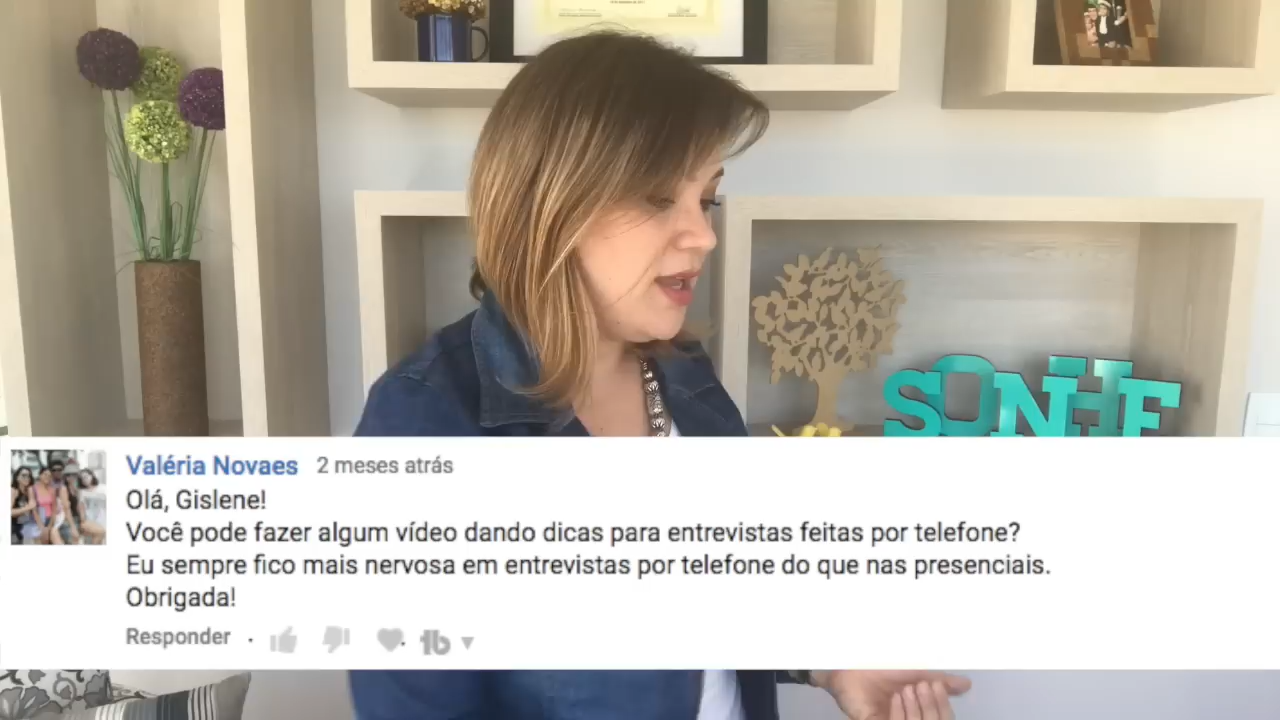 SONHE
Valéria Novaes 2 meses atrás
Olá, Gislene!
Você pode fazer algum vídeo dando dicas para entrevistas feitas por telefone?
Eu sempre fico mais nervosa em entrevistas por telefone do que nas presenciais.
Obrigada!
Responder